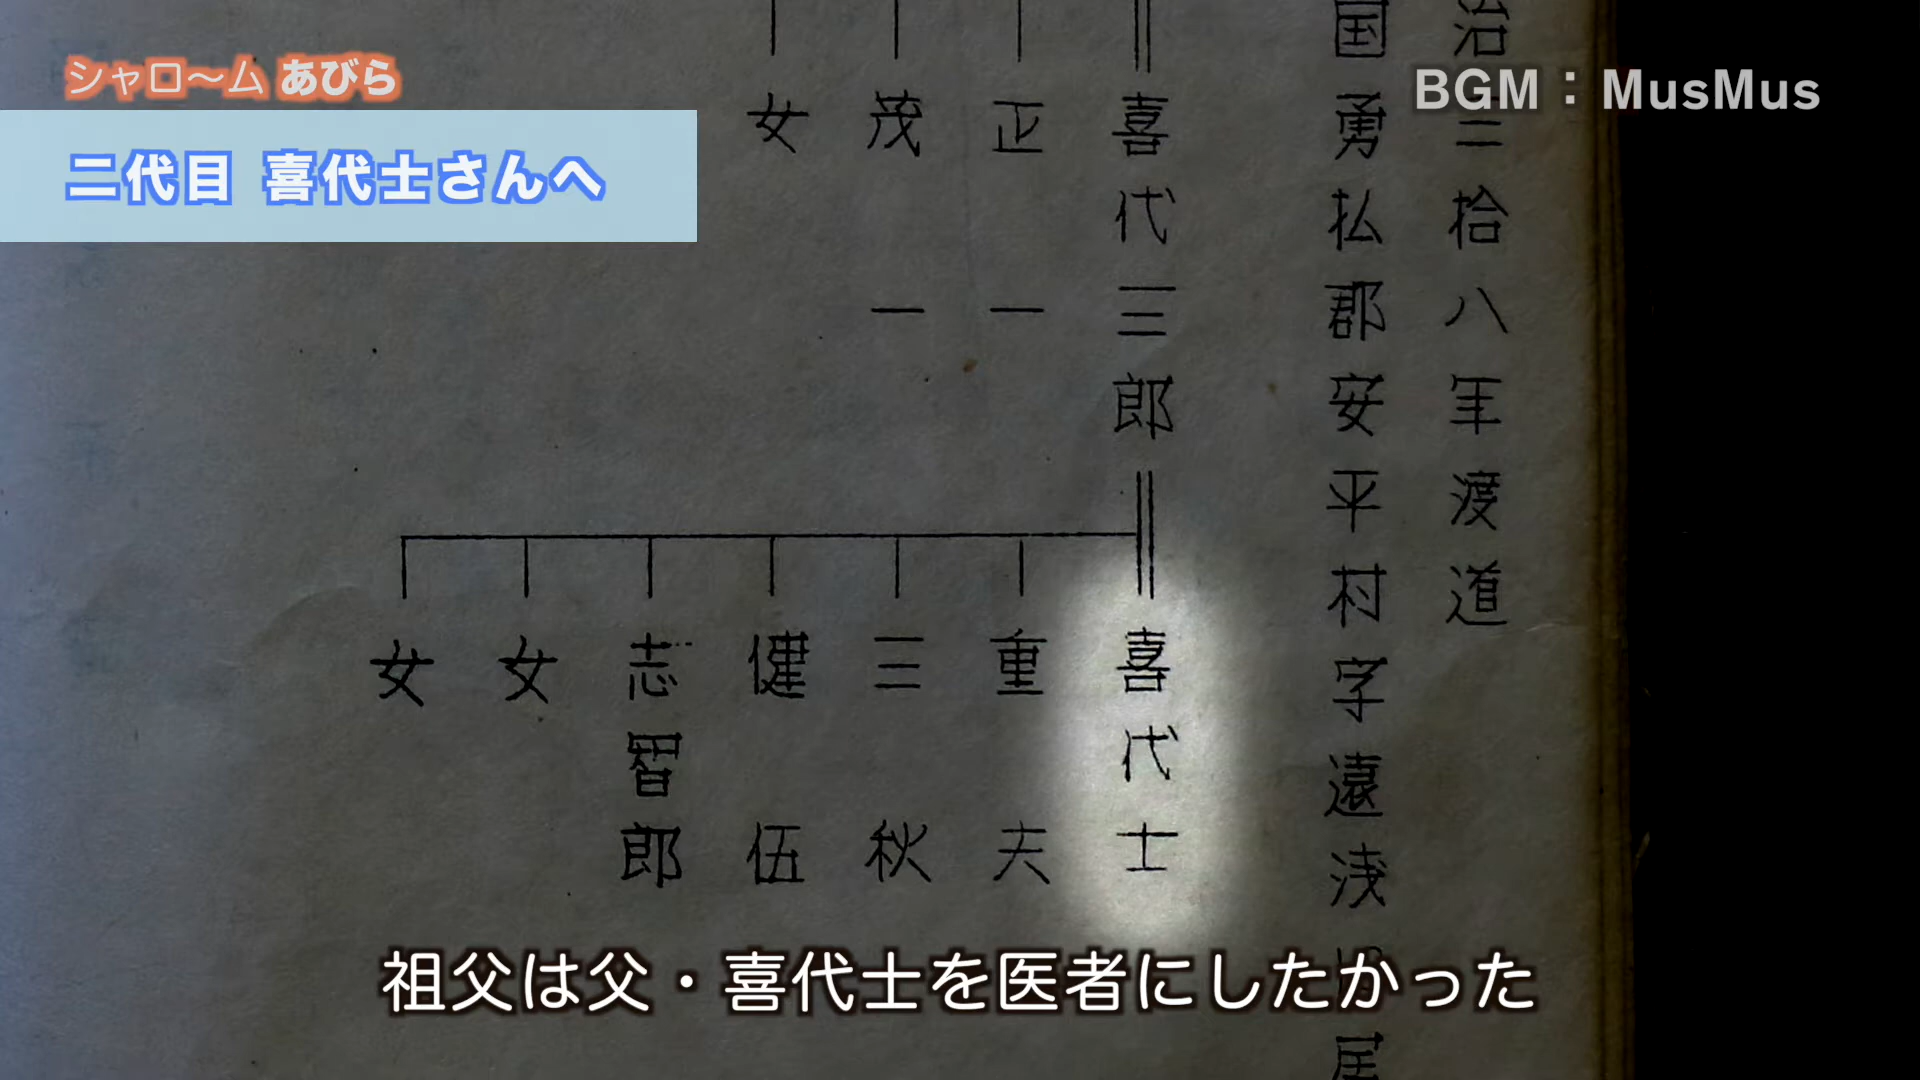 シャロ〜ム あびら
BGM：MusMus
二代目 喜代士さんへ
三拾八年渡道
国勇払郡安平村字遠浅
喜代三郎
正一
茂一
女
喜代士
重夫
三秋
健伍
志智郎
女
女
祖父は父・喜代士を医者にしたかった